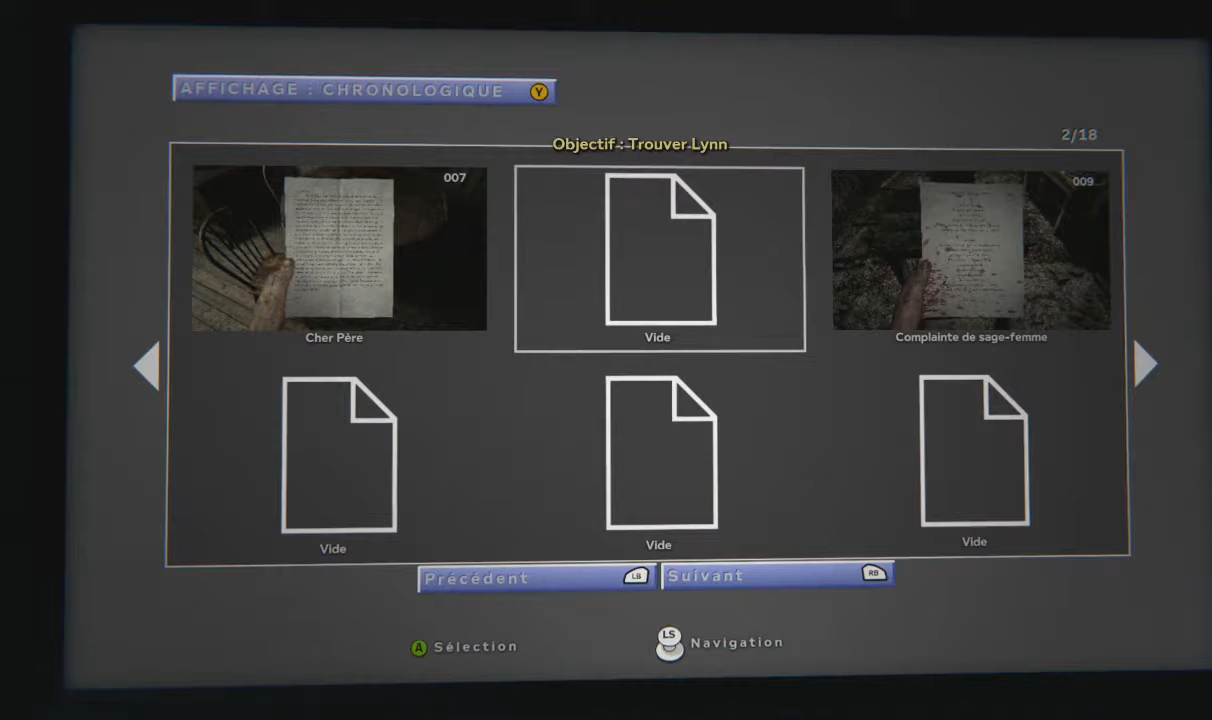 AFFICHAGE : CHRONOLOGIQUE Y
2/18
Objectif : Trouver Lynn
007
009
Cher Père
Vide
Complainte de sage-femme
Vide
Vide
Vide
Précédent LB
Suivant RB
A Sélection
LS Navigation